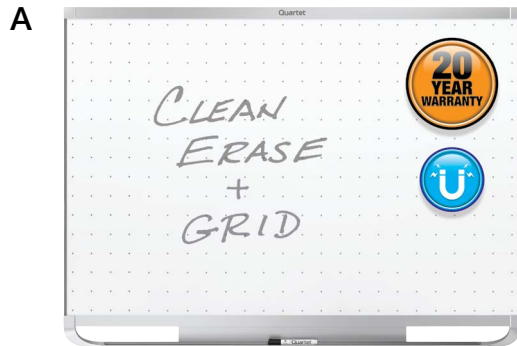 A
Quartet
CLEAN
ERASE
+
GRID
20
YEAR
WARRANTY
Quartet